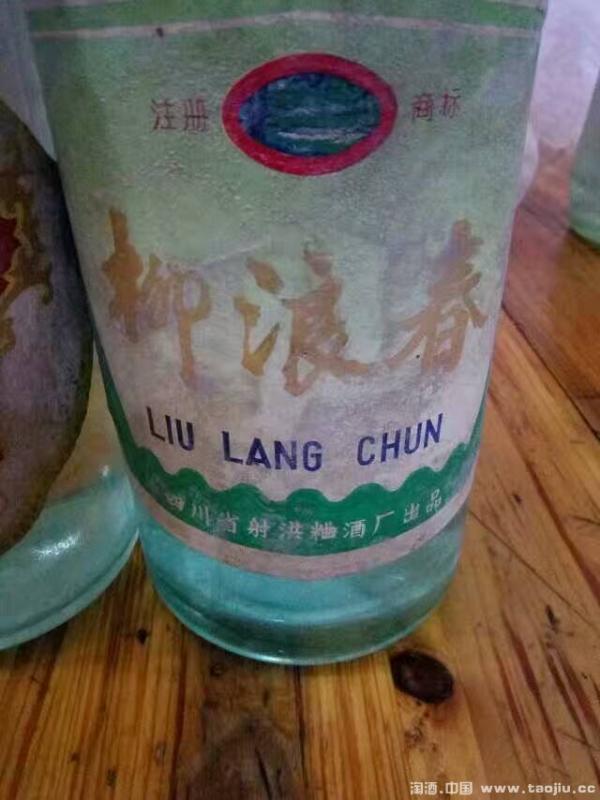 注册 商标
柳浪春
LIU LANG CHUN
四川省射洪粬酒厂出品
淘酒.中国 www.taojiu.cc